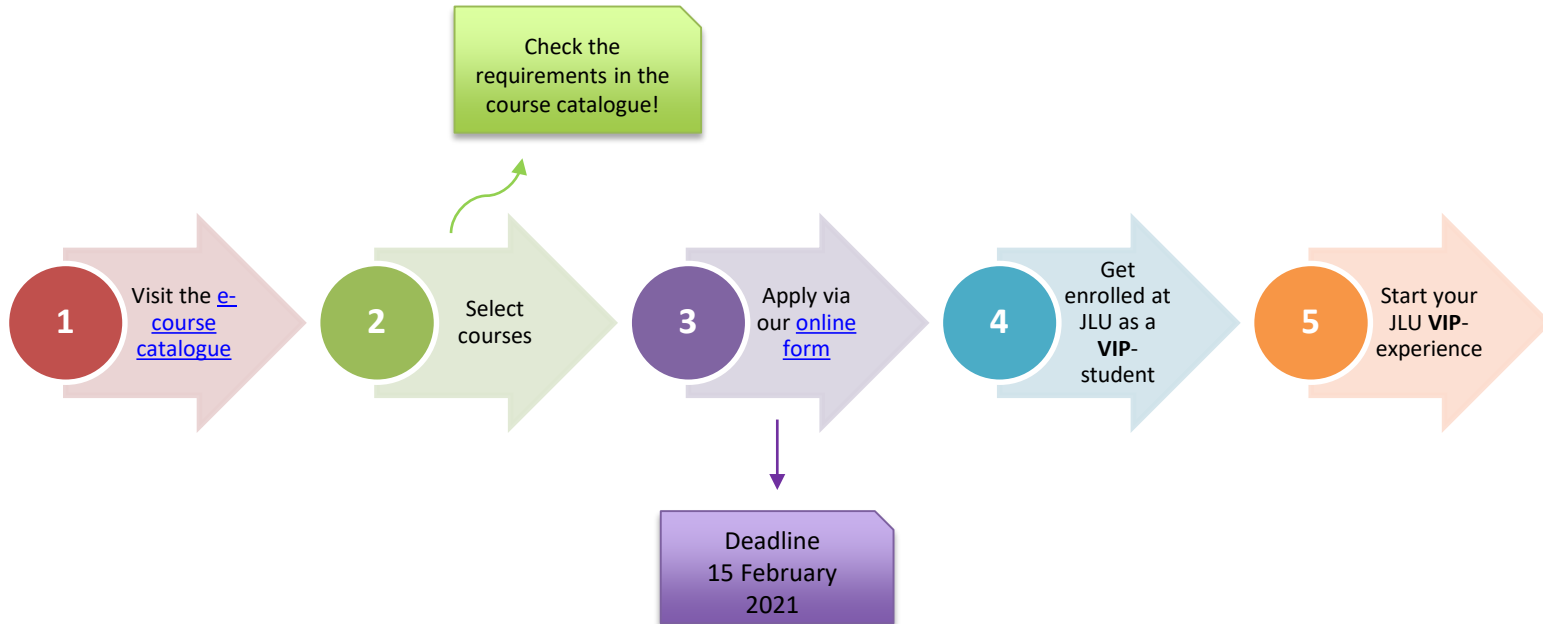 Check the
requirements in the
course catalogue!
1
Visit the e-
course
catalogue
2
Select
courses
3
Apply via
our online
form
4
Get
enrolled at
JLU as a
VIP-
student
5
Start your
JLU VIP-
experience
Deadline
15 February
2021